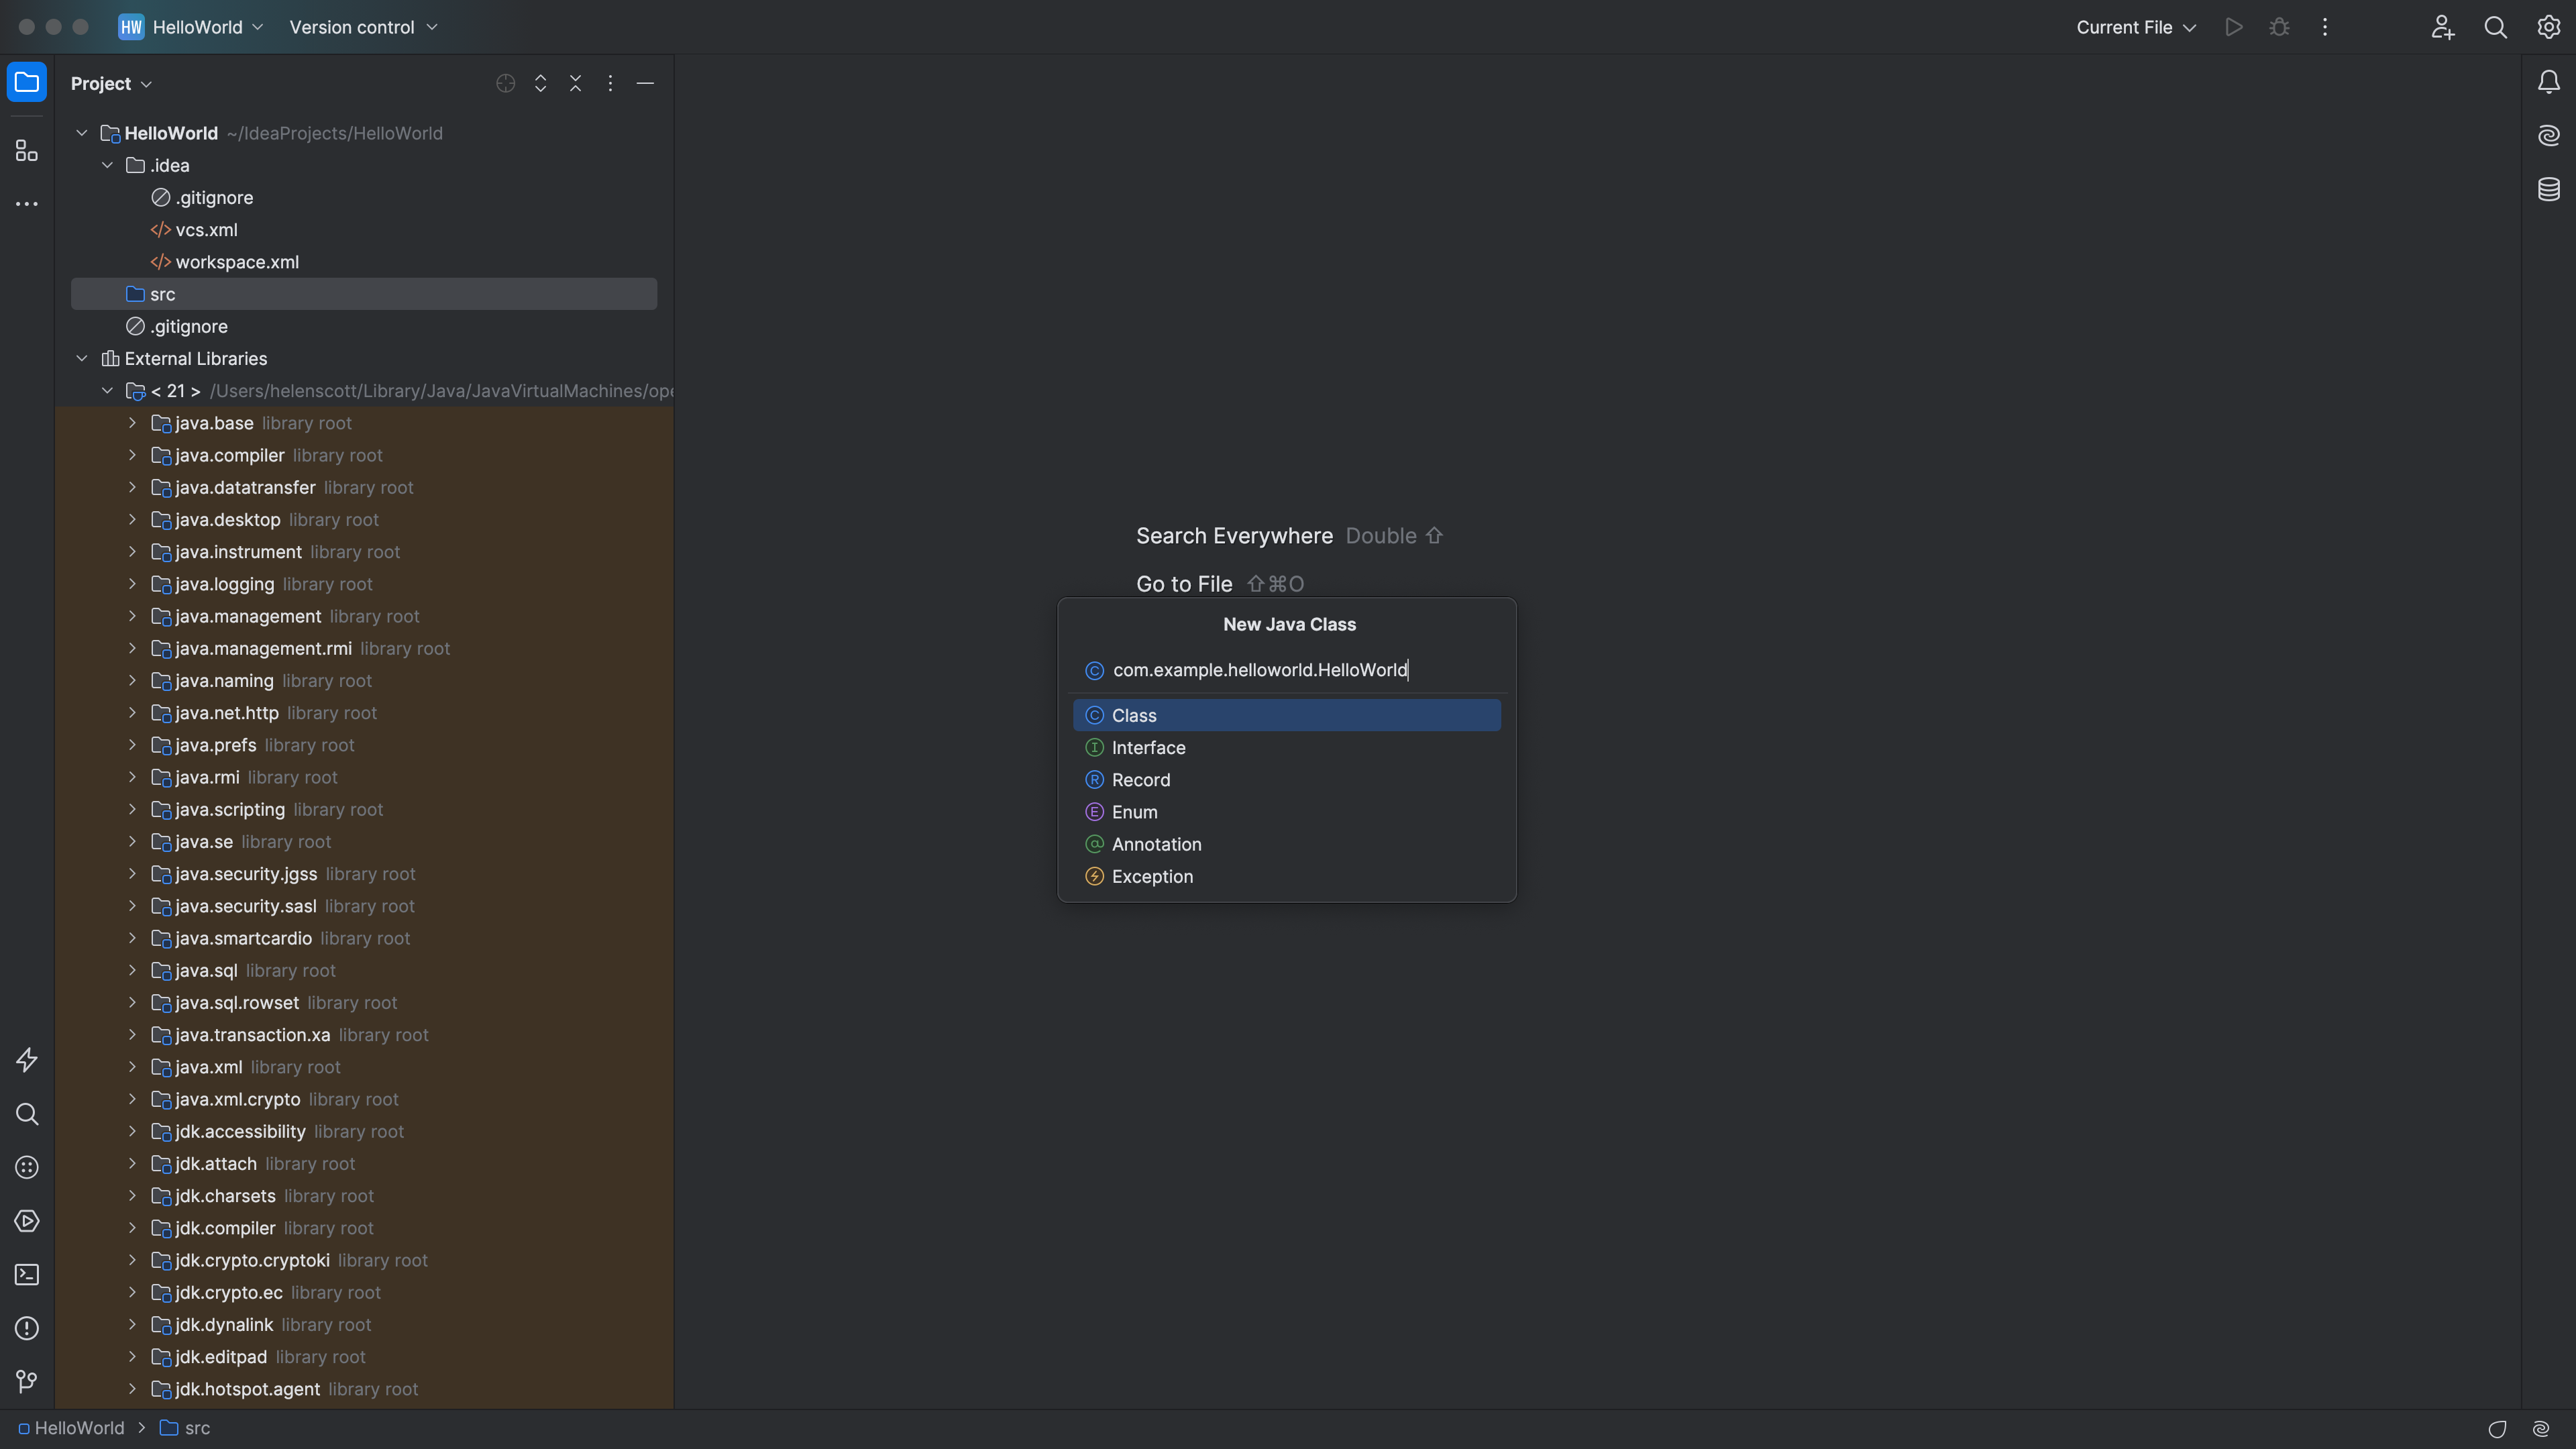 HW HelloWorld Version control Current File
Project
HelloWorld ~/IdeaProjects/HelloWorld
.idea
.gitignore
</> vcs.xml
</> workspace.xml
src
.gitignore
External Libraries
< 21 > /Users/helenscott/Library/Java/JavaVirtualMachines/ope
java.base library root
java.compiler library root
java.datatransfer library root
java.desktop library root
java.instrument library root
java.logging library root
java.management library root
java.management.rmi library root
java.naming library root
java.net.http library root
java.prefs library root
java.rmi library root
java.scripting library root
java.se library root
java.security.jgss library root
java.security.sasl library root
java.smartcardio library root
java.sql library root
java.sql.rowset library root
java.transaction.xa library root
java.xml library root
java.xml.crypto library root
jdk.accessibility library root
jdk.attach library root
jdk.charsets library root
jdk.compiler library root
jdk.crypto.cryptoki library root
jdk.crypto.ec library root
jdk.dynalink library root
jdk.editpad library root
jdk.hotspot.agent library root
Search Everywhere Double ⇧
Go to File ⇧⌘O
New Java Class
C com.example.helloworld.HelloWorld
C Class
I Interface
R Record
E Enum
@ Annotation
Exception
HelloWorld > src